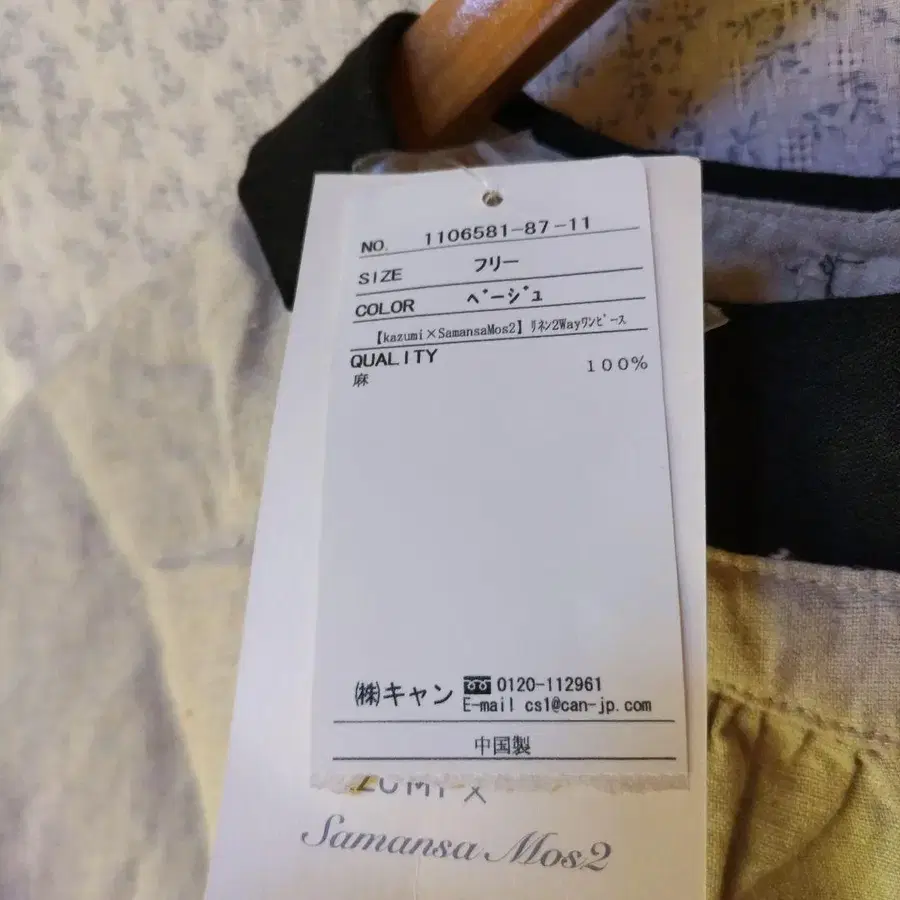 NO. 1106581-87-11
SIZE フリー
COLOR ﾍﾞｰｼﾞｭ
【kazumi×SamansaMos2】ﾘﾈﾝ2Wayﾜﾝﾋﾟｰｽ
QUALITY
麻 100%
㈱キャン 0120-112961
E-mail cs1@can-jp.com
中国製
ZUMI X
Samansa Mos2